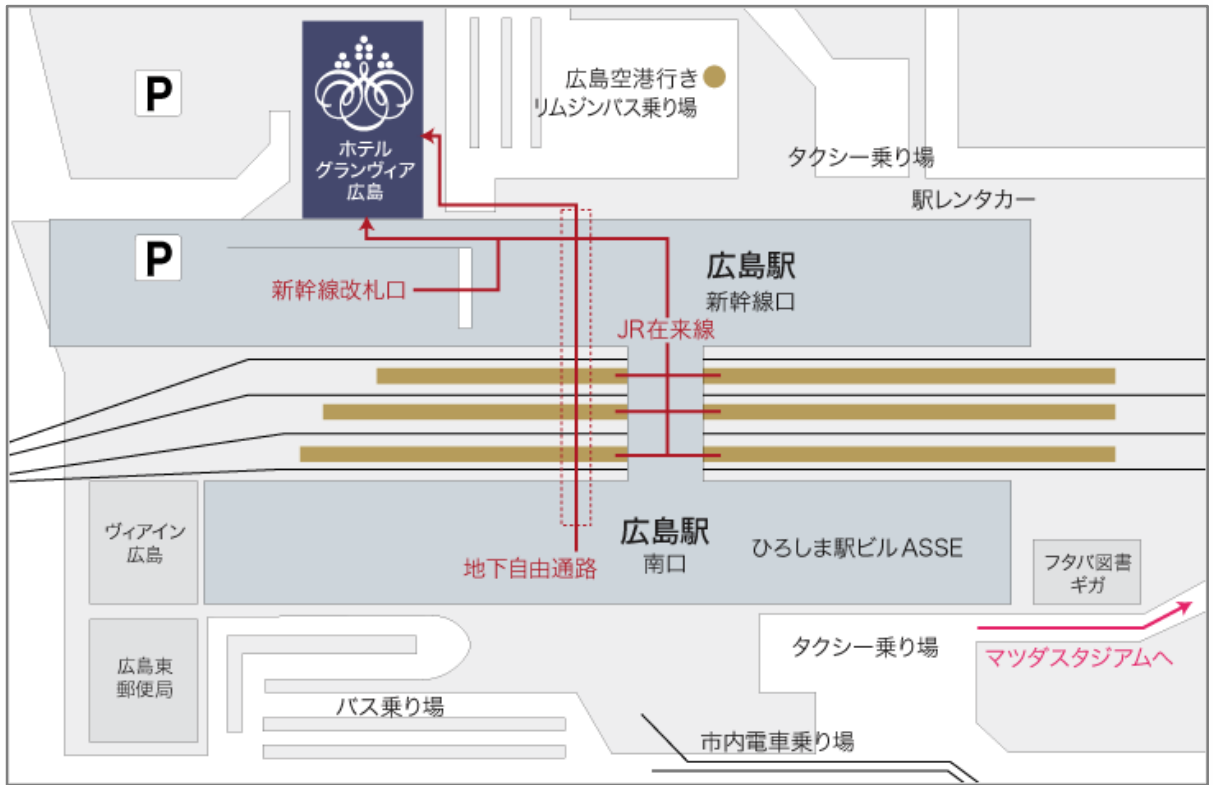 P
ホテル
グランヴィア
広島
広島空港行き
リムジンバス乗り場
タクシー乗り場
駅レンタカー
P
新幹線改札口
広島駅
新幹線口
JR在来線
ヴィアイン
広島
地下自由通路
広島駅
南口
ひろしま駅ビル ASSE
フタバ図書
ギガ
広島東
郵便局
バス乗り場
タクシー乗り場
マツダスタジアムへ
市内電車乗り場